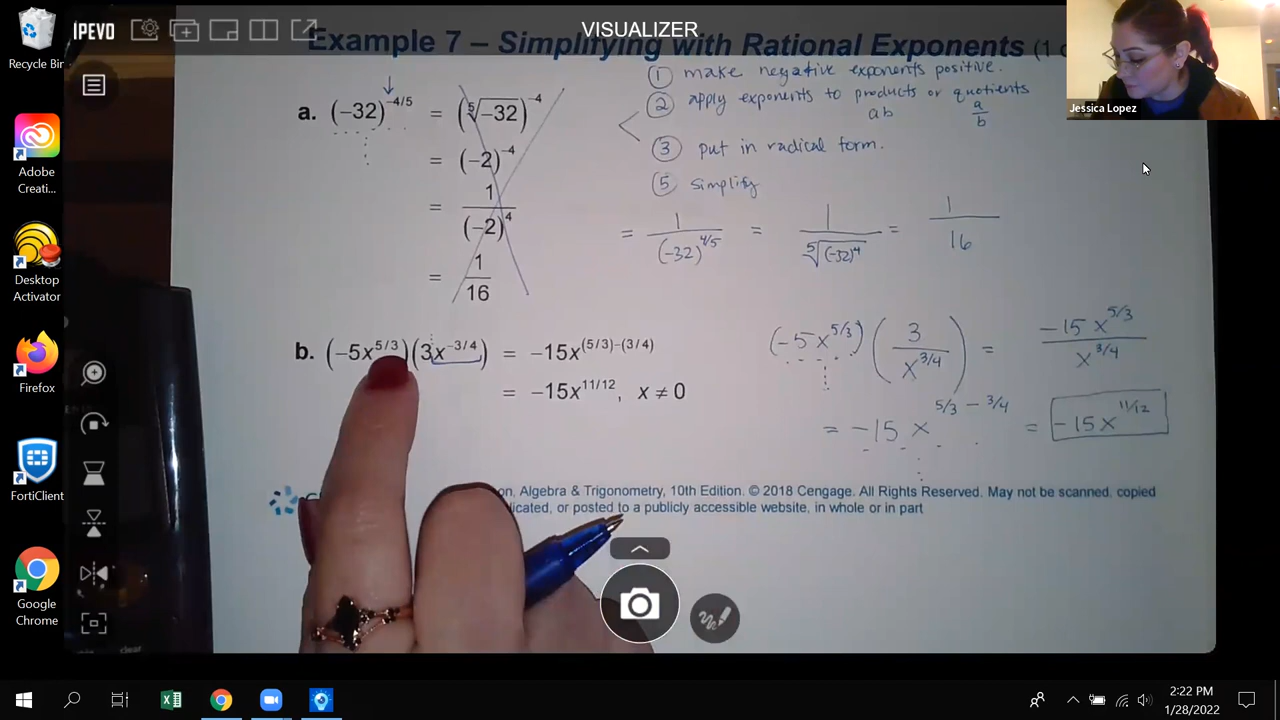 Recycle Bin
IPEVO
VISUALIZER
Jessica Lopez
Adobe Creati...
Desktop Activator
Firefox
FortiClient
Google Chrome
Example 7 – Simplifying with Rational Exponents (1 o
a. (−32)^−4/5 = (⁵√−32)^−4
= (−2)^−4
= 1/(−2)^4
= 1/16
① make negative exponents positive.
② apply exponents to products or quotients
ab a/b
③ put in radical form.
⑤ simplify
= 1/(-32)^4/5 = 1/⁵√(-32)^4 = 1/16
b. (−5x^5/3)(3x^−3/4) = −15x^(5/3)−(3/4)
= −15x^11/12, x ≠ 0
(-5x^5/3)(3/x^3/4) = -15x^5/3/x^3/4
= -15x^5/3 - 3/4 = -15x^11/12
on, Algebra & Trigonometry, 10th Edition. © 2018 Cengage. All Rights Reserved. May not be scanned, copied
licated, or posted to a publicly accessible website, in whole or in part
clear
2:22 PM
1/28/2022